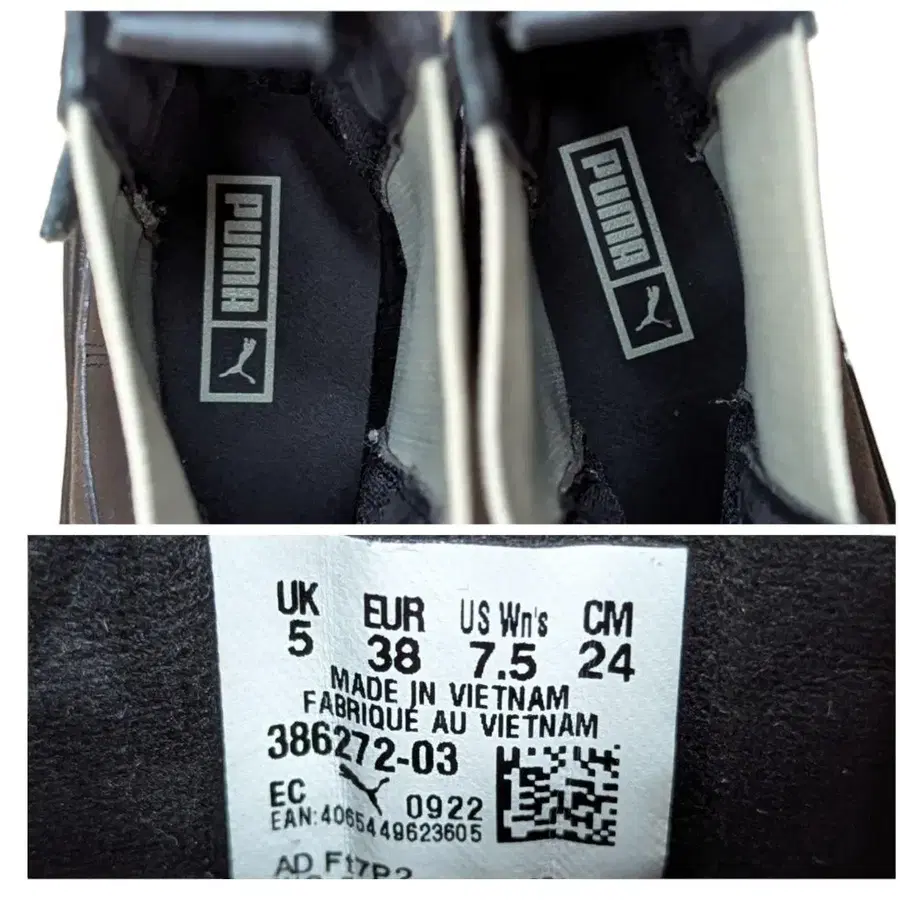 PUMA
PUMA
UK EUR US Wn's CM
5 38 7.5 24
MADE IN VIETNAM
FABRIQUÉ AU VIETNAM
386272-03
EC 0922
EAN:4065449623605
AD